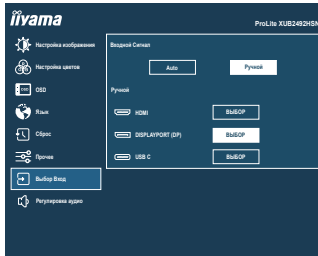 iiyama
ProLite XUB2492HSN
Настройка изображения
Входной Сигнал
Настройка цветов
Auto
Ручной
OSD
OSD
Ручной
Язык
HDMI
ВЫБОР
Сброс
DISPLAYPORT (DP)
ВЫБОР
Прочее
USB C
ВЫБОР
Выбор Вход
Регулировка аудио